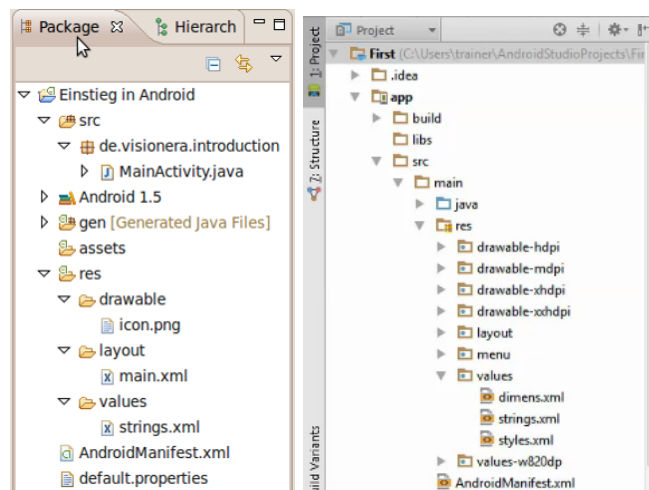 Package
Hierarch
Einstieg in Android
src
de.visionera.introduction
MainActivity.java
Android 1.5
gen [Generated Java Files]
assets
res
drawable
icon.png
layout
main.xml
values
strings.xml
AndroidManifest.xml
default.properties
1: Project
7: Structure
ild Variants
Project
First (C:\Users\trainer\AndroidStudioProjects\Fir
.idea
app
build
libs
src
main
java
res
drawable-hdpi
drawable-mdpi
drawable-xhdpi
drawable-xxhdpi
layout
menu
values
dimens.xml
strings.xml
styles.xml
values-w820dp
AndroidManifest.xml